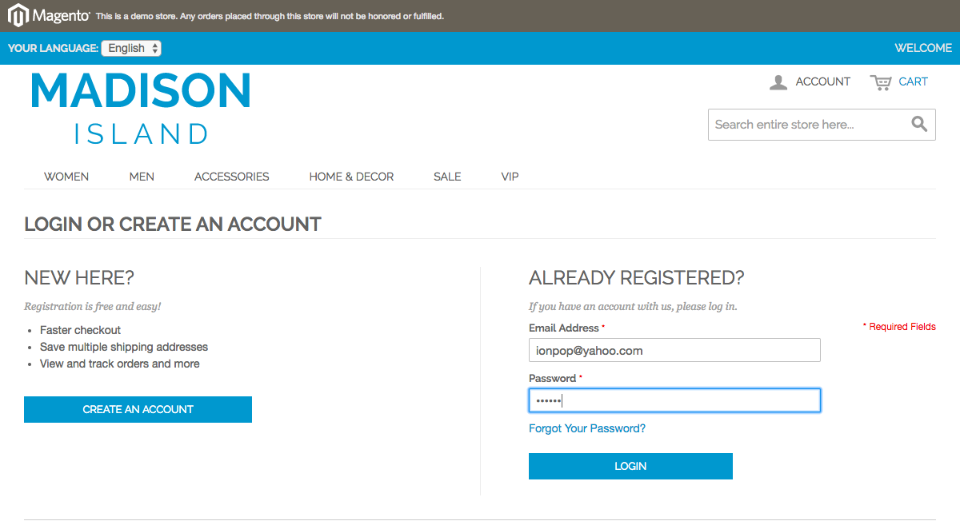 Magento® This is a demo store. Any orders placed through this store will not be honored or fulfilled.
YOUR LANGUAGE: English WELCOME
MADISON
ISLAND
ACCOUNT CART
Search entire store here...
WOMEN MEN ACCESSORIES HOME & DECOR SALE VIP
LOGIN OR CREATE AN ACCOUNT
NEW HERE?
Registration is free and easy!
• Faster checkout
• Save multiple shipping addresses
• View and track orders and more
CREATE AN ACCOUNT
ALREADY REGISTERED?
If you have an account with us, please log in.
* Required Fields
Email Address *
ionpop@yahoo.com
Password *
••••••
Forgot Your Password?
LOGIN